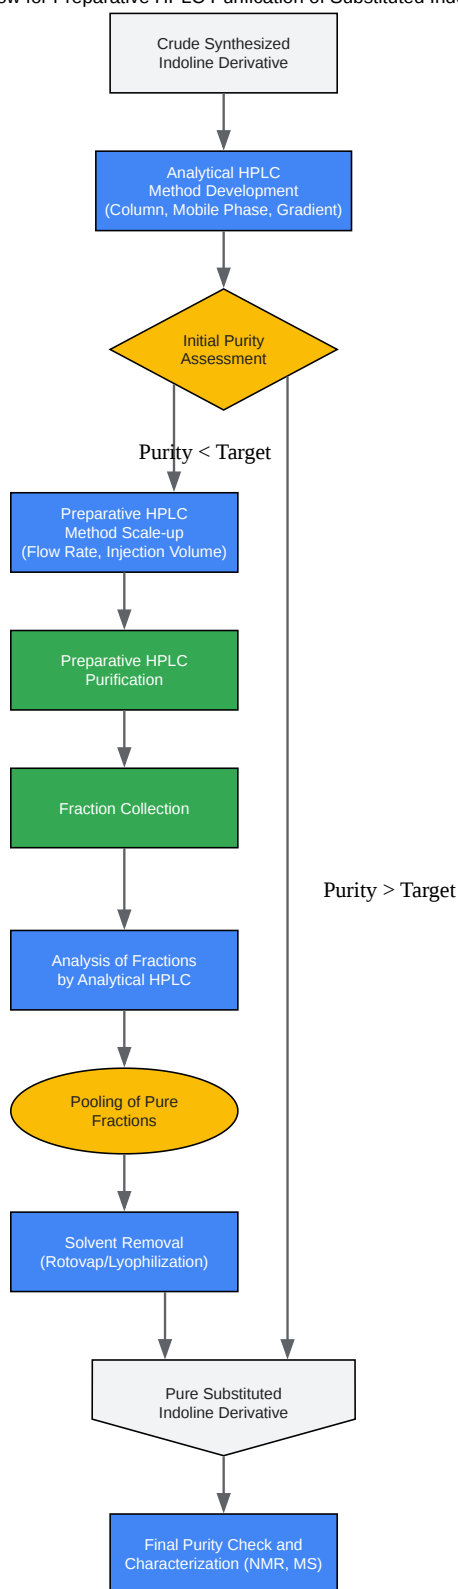 for Preparative HPLC Purification of Substituted
Crude Synthesized
Indoline Derivative
Analytical HPLC
Method Development
(Column, Mobile Phase, Gradient)
Initial Purity
Assessment
Purity < Target
Preparative HPLC
Method Scale-up
(Flow Rate, Injection Volume)
Preparative HPLC
Purification
Fraction Collection
Purity > Target
Analysis of Fractions
by Analytical HPLC
Pooling of Pure
Fractions
Solvent Removal
(Rotovap/Lyophilization)
Pure Substituted
Indoline Derivative
Final Purity Check and
Characterization (NMR, MS)